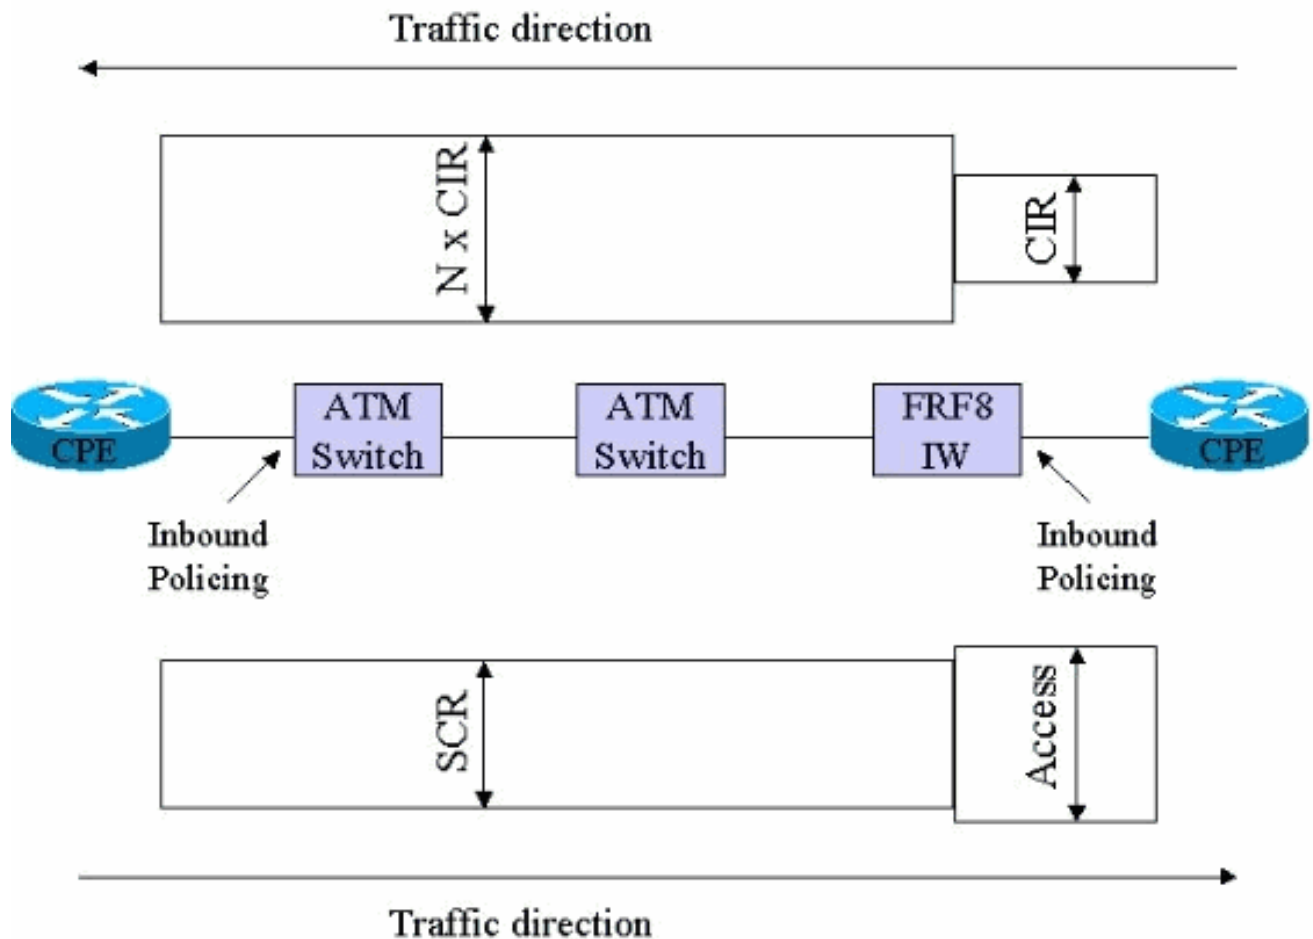 Traffic direction
N x CIR
CIR
CPE
ATM
Switch
ATM
Switch
FRF8
IW
CPE
Inbound
Policing
Inbound
Policing
SCR
Access
Traffic direction